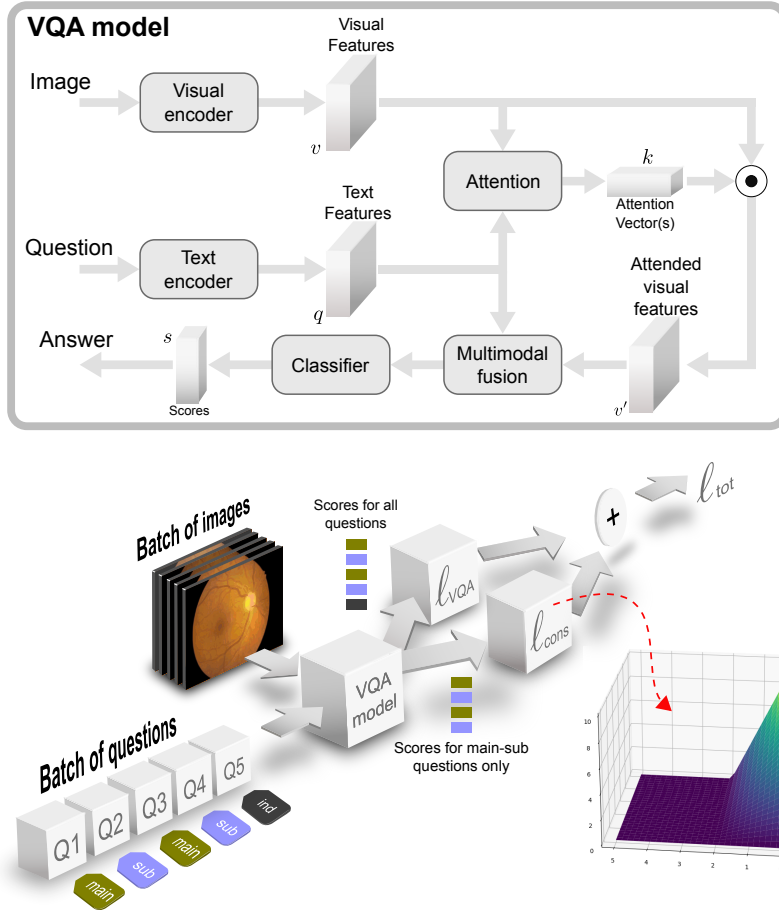 VQA model
Image
Visual
encoder
Visual
Features
v
Attention
k
Attention
Vector(s)
Question
Text
encoder
Text
Features
q
Attended
visual
features
Answer
s
Scores
Classifier
Multimodal
fusion
v'
Batch of images
Scores for all
questions
ℓVQA
+
ℓtot
ℓcons
VQA
model
Scores for main-sub
questions only
Batch of questions
Q1
Q2
Q3
Q4
Q5
main
sub
main
sub
ind
10
8
6
4
2
0
5
4
3
2
1